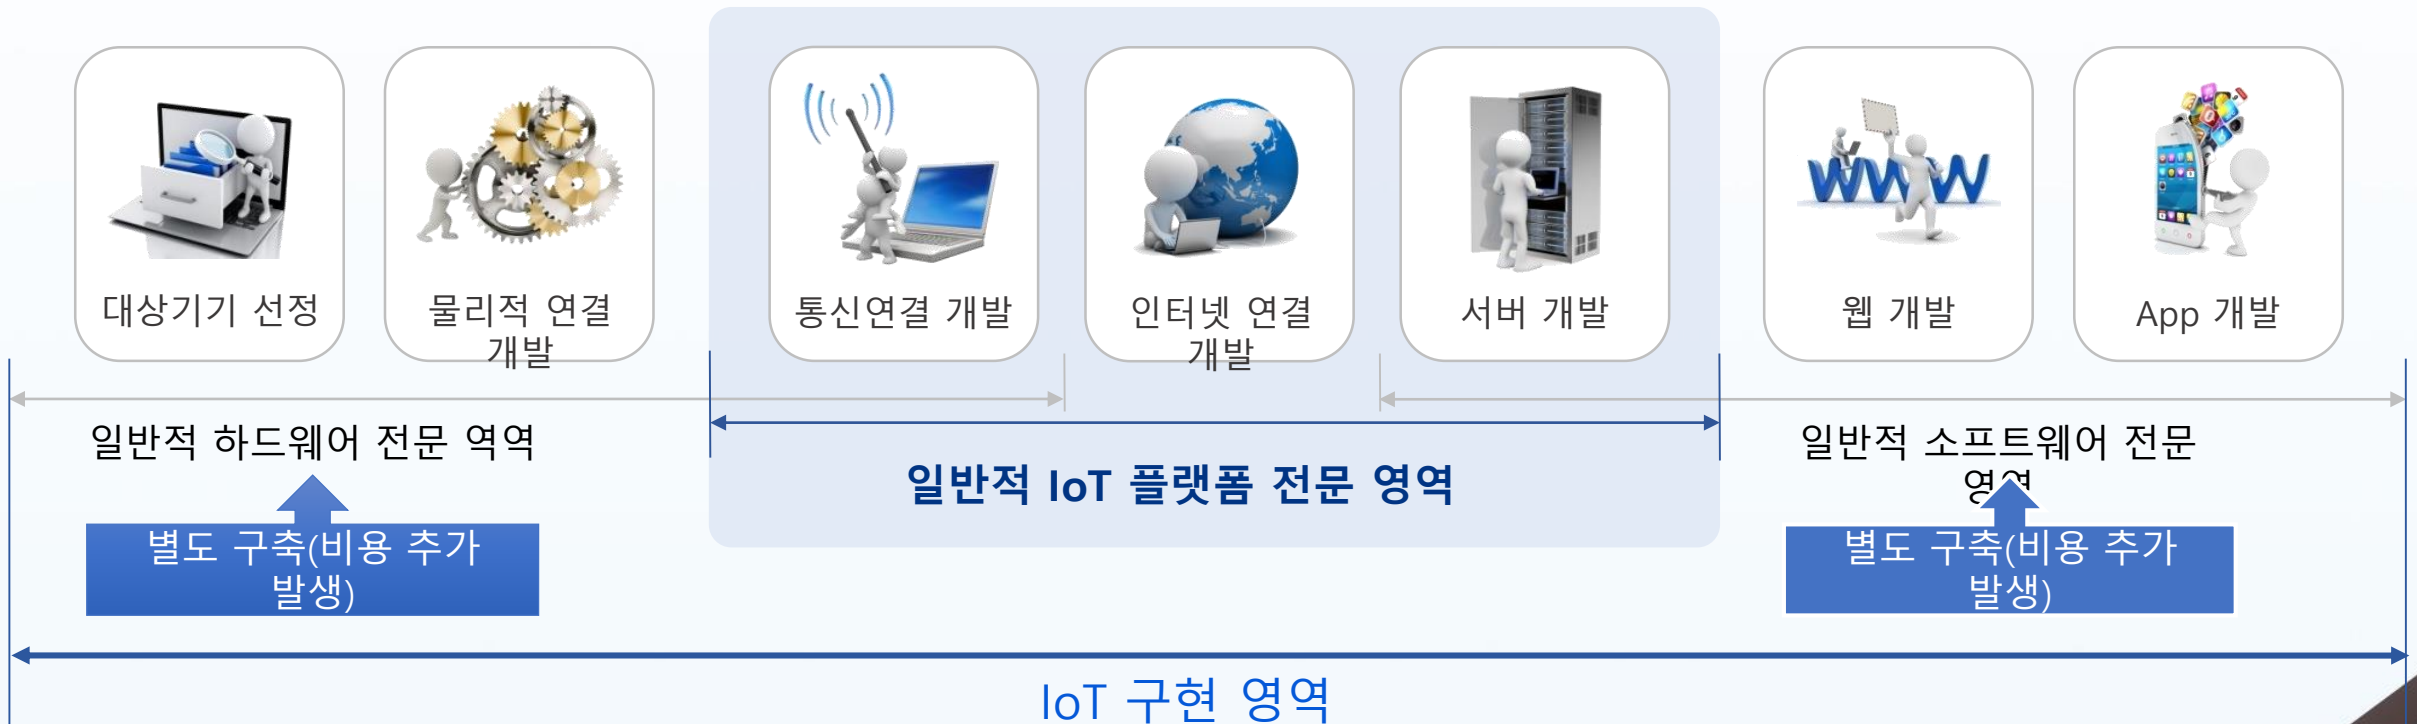 대상기기 선정
물리적 연결
개발
통신연결 개발
인터넷 연결
개발
서버 개발
웹 개발
App 개발
일반적 하드웨어 전문 역역
일반적 IoT 플랫폼 전문 영역
일반적 소프트웨어 전문
영역
별도 구축(비용 추가
발생)
별도 구축(비용 추가
발생)
IoT 구현 영역
WWW